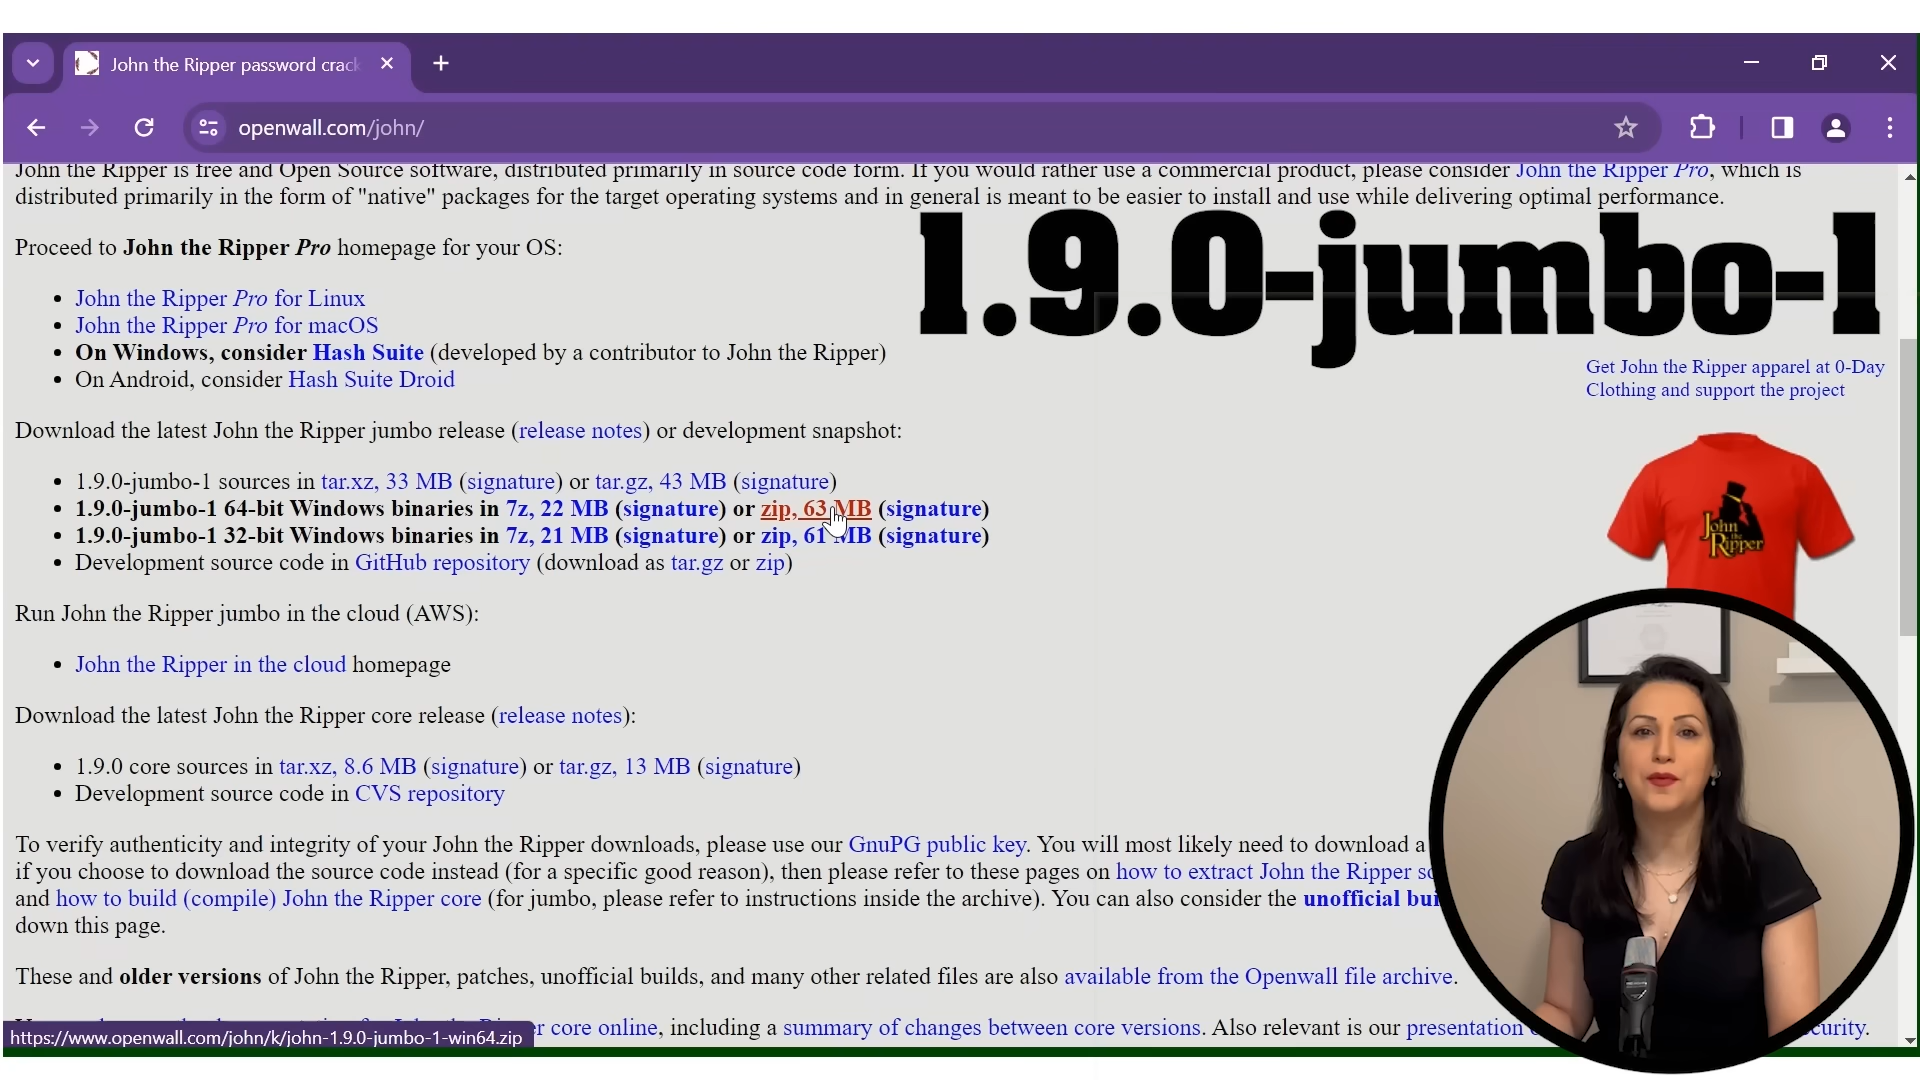 John the Ripper password crack
openwall.com/john/
John the Ripper is free and Open Source software, distributed primarily in source code form. If you would rather use a commercial product, please consider John the Ripper Pro, which is
distributed primarily in the form of "native" packages for the target operating systems and in general is meant to be easier to install and use while delivering optimal performance.
1.9.0-jumbo-1
Proceed to John the Ripper Pro homepage for your OS:
John the Ripper Pro for Linux
John the Ripper Pro for macOS
On Windows, consider Hash Suite (developed by a contributor to John the Ripper)
On Android, consider Hash Suite Droid
Get John the Ripper apparel at 0-Day
Clothing and support the project
John
the
Ripper
Download the latest John the Ripper jumbo release (release notes) or development snapshot:
1.9.0-jumbo-1 sources in tar.xz, 33 MB (signature) or tar.gz, 43 MB (signature)
1.9.0-jumbo-1 64-bit Windows binaries in 7z, 22 MB (signature) or zip, 63 MB (signature)
1.9.0-jumbo-1 32-bit Windows binaries in 7z, 21 MB (signature) or zip, 61 MB (signature)
Development source code in GitHub repository (download as tar.gz or zip)
Run John the Ripper jumbo in the cloud (AWS):
John the Ripper in the cloud homepage
Download the latest John the Ripper core release (release notes):
1.9.0 core sources in tar.xz, 8.6 MB (signature) or tar.gz, 13 MB (signature)
Development source code in CVS repository
To verify authenticity and integrity of your John the Ripper downloads, please use our GnuPG public key. You will most likely need to download a
if you choose to download the source code instead (for a specific good reason), then please refer to these pages on how to extract John the Ripper
and how to build (compile) John the Ripper core (for jumbo, please refer to instructions inside the archive). You can also consider the unofficial
down this page.
These and older versions of John the Ripper, patches, unofficial builds, and many other related files are also available from the Openwall file archive.
core online, including a summary of changes between core versions. Also relevant is our presentation
https://www.openwall.com/john/k/john-1.9.0-jumbo-1-win64.zip